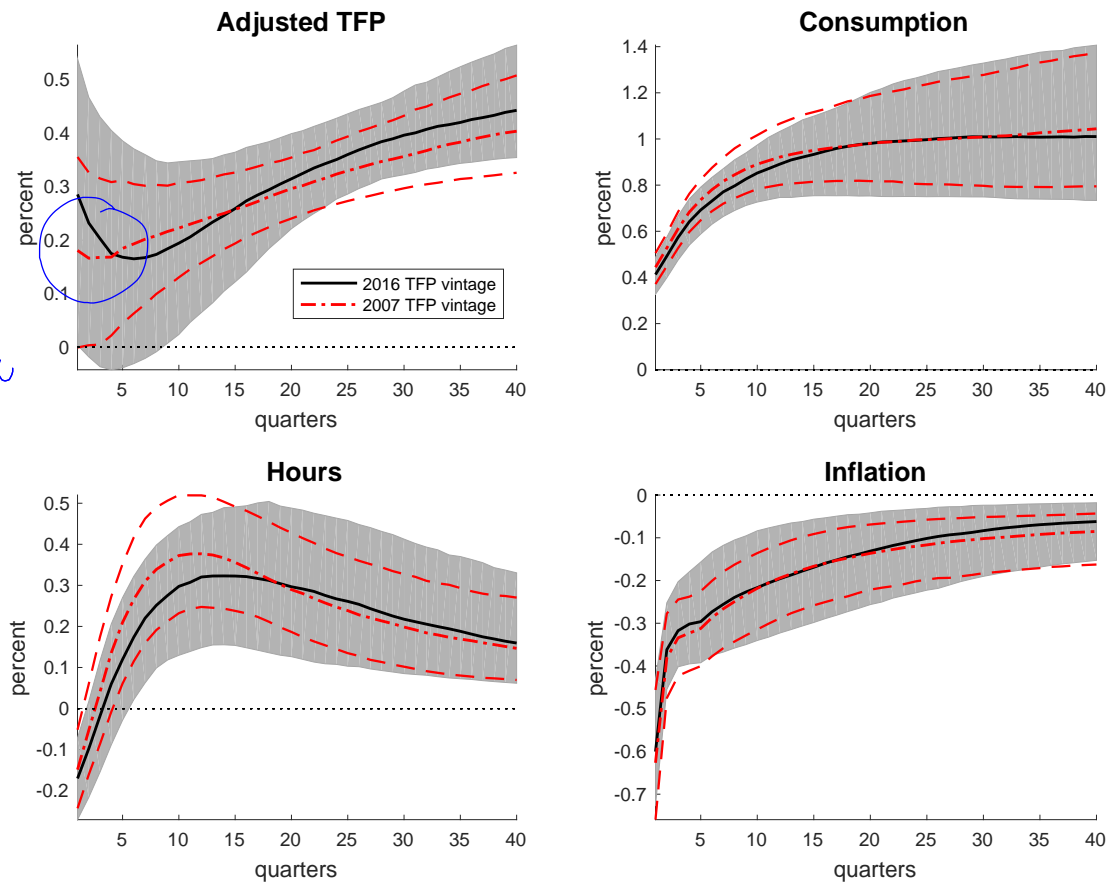 Adjusted TFP
percent
0.5
0.4
0.3
0.2
0.1
0
5 10 15 20 25 30 35 40
quarters
2016 TFP vintage
2007 TFP vintage
Consumption
percent
1.4
1.2
1
0.8
0.6
0.4
0.2
0
5 10 15 20 25 30 35 40
quarters
Hours
percent
0.5
0.4
0.3
0.2
0.1
0
-0.1
-0.2
5 10 15 20 25 30 35 40
quarters
Inflation
percent
0
-0.1
-0.2
-0.3
-0.4
-0.5
-0.6
-0.7
5 10 15 20 25 30 35 40
quarters